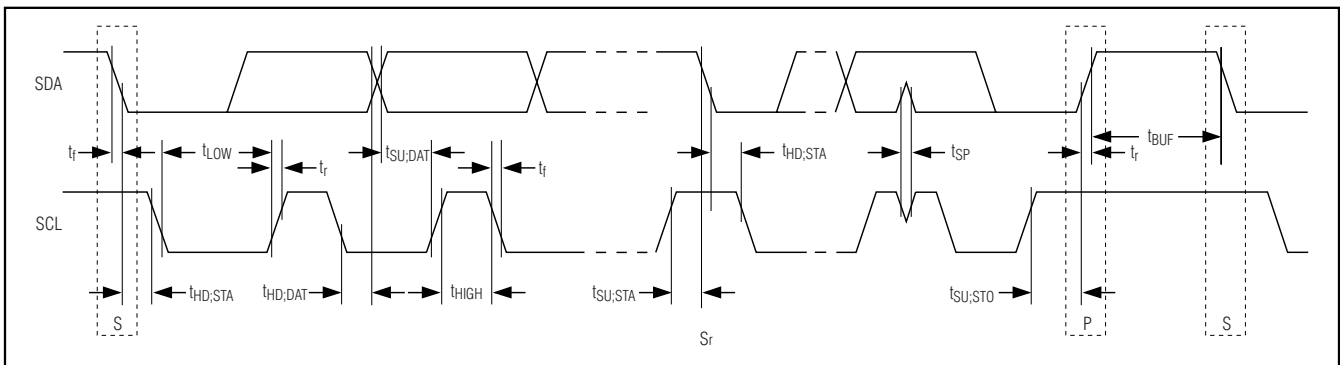 SDA
tf
tLOW
tr
tSU;DAT
tf
tHD;STA
tSP
tr
tBUF
SCL
tHD;STA
tHD;DAT
tHIGH
tSU;STA
tSU;STO
S
Sr
P
S